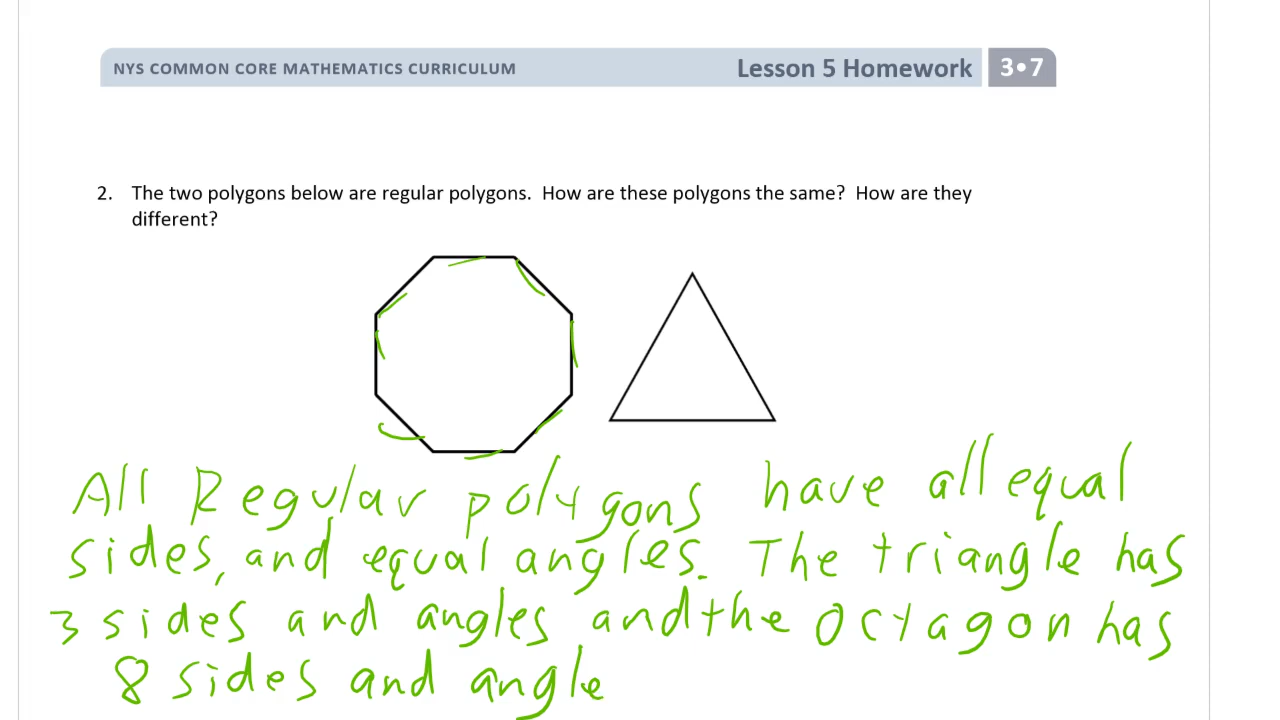 NYS COMMON CORE MATHEMATICS CURRICULUM Lesson 5 Homework 3•7
2. The two polygons below are regular polygons. How are these polygons the same? How are they
different?
All Regular polygons have all equal
sides, and equal angles. The triangle has
3 sides and angles and the octagon has
8 sides and angle